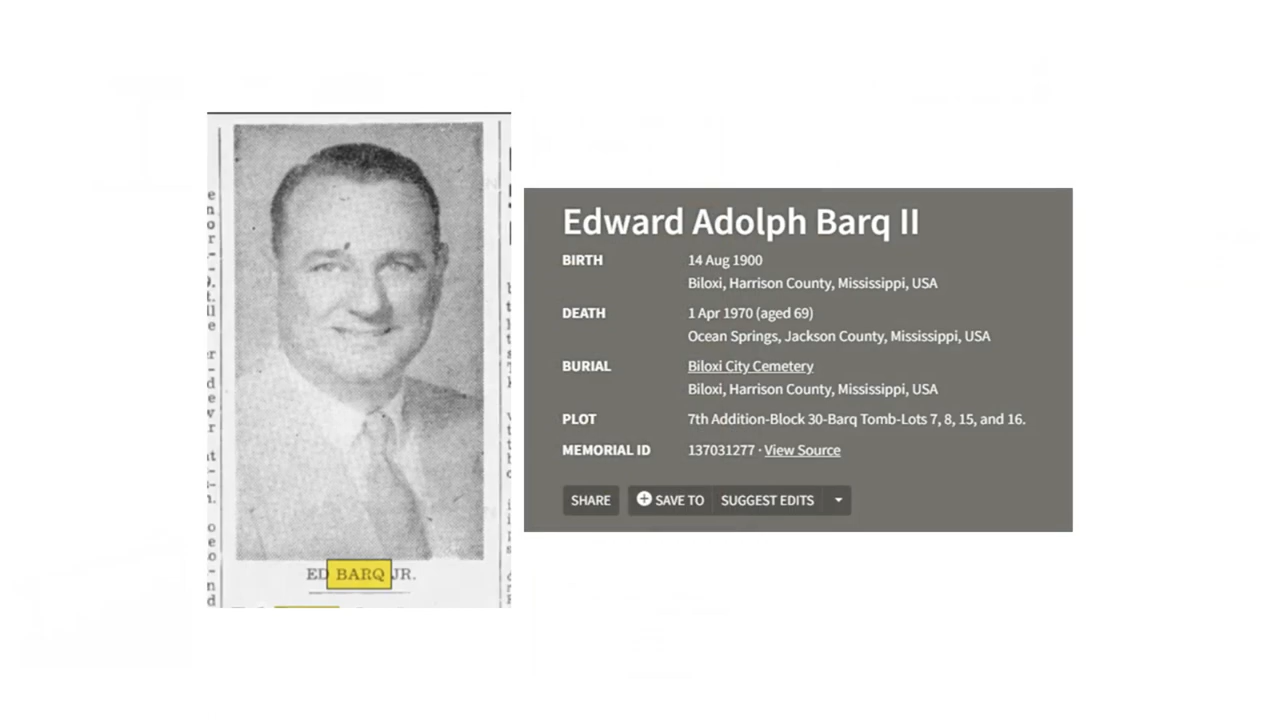 ED BARQ JR.
Edward Adolph Barq II
BIRTH 14 Aug 1900
Biloxi, Harrison County, Mississippi, USA
DEATH 1 Apr 1970 (aged 69)
Ocean Springs, Jackson County, Mississippi, USA
BURIAL Biloxi City Cemetery
Biloxi, Harrison County, Mississippi, USA
PLOT 7th Addition-Block 30-Barq Tomb-Lots 7, 8, 15, and 16.
MEMORIAL ID 137031277 · View Source
SHARE SAVE TO SUGGEST EDITS